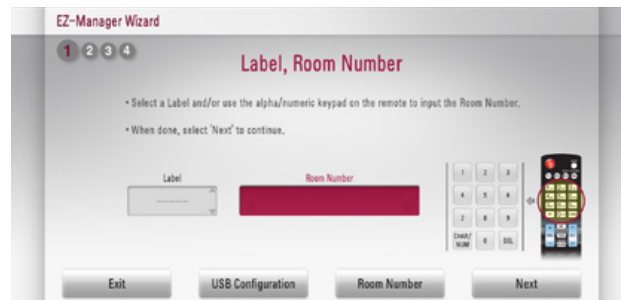 EZ-Manager Wizard
1 2 3 4
Label, Room Number
• Select a Label and/or use the alpha/numeric keypad on the remote to input the Room Number.
• When done, select 'Next' to continue.
Label Room Number
-----
1 2 3
4 5 6
7 8 9
CHAR/
NUM 0 DEL
Exit USB Configuration Room Number Next